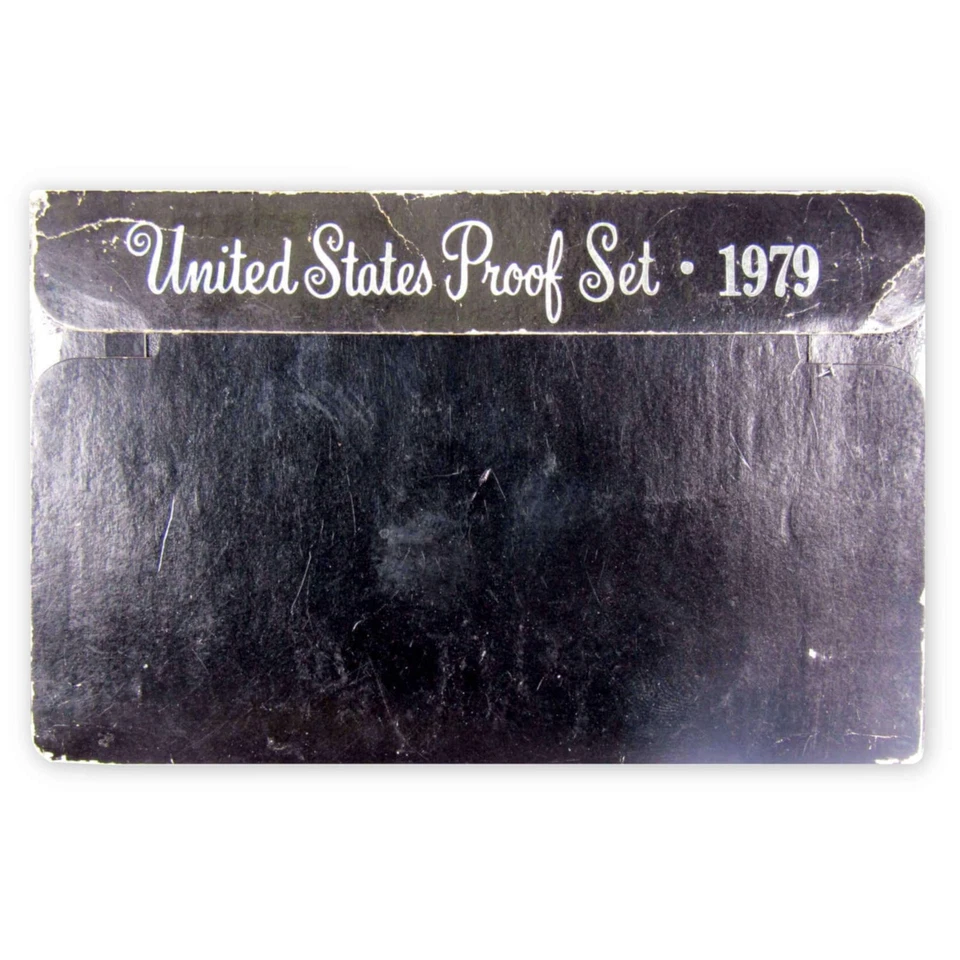 United States Proof Set • 1979